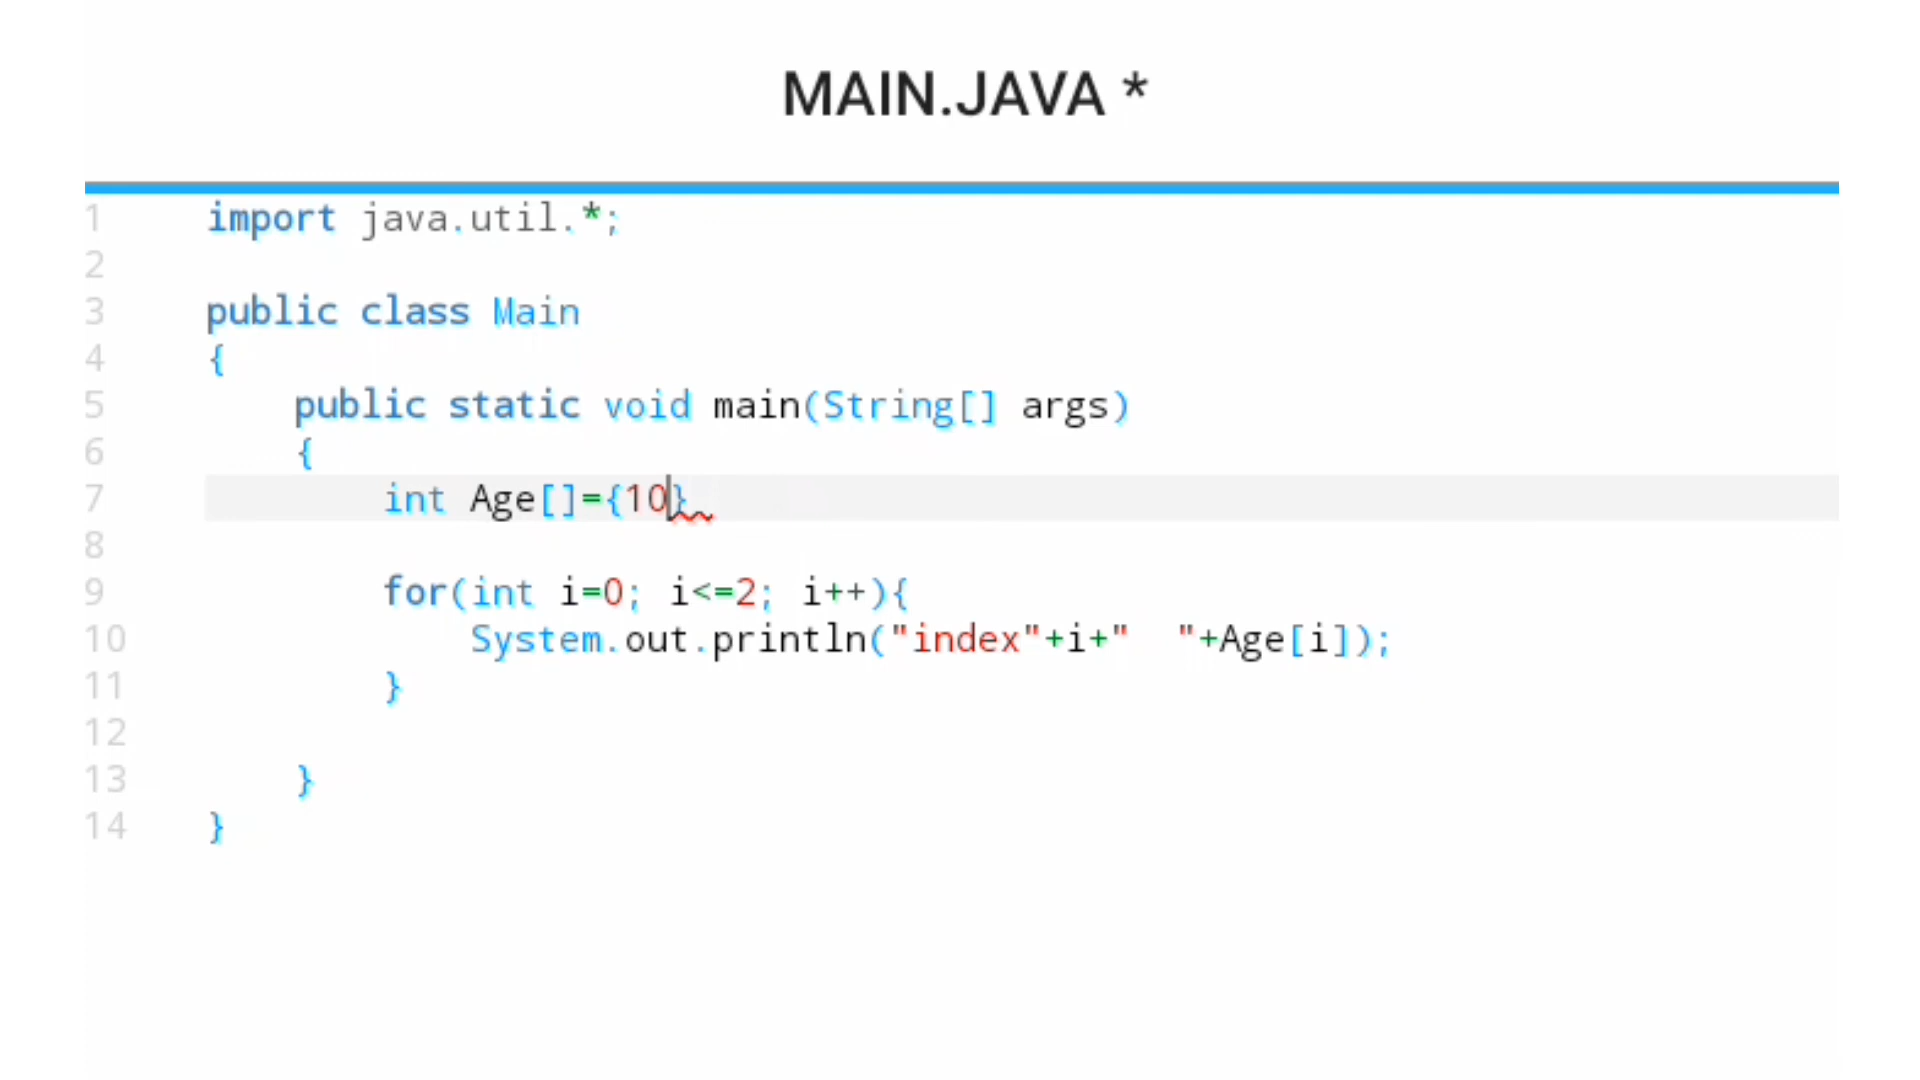 MAIN.JAVA *
1 import java.util.*;
2
3 public class Main
4 {
5     public static void main(String[] args)
6     {
7         int Age[]={10}
8
9         for(int i=0; i<=2; i++){
10             System.out.println("index"+i+"  "+Age[i]);
11         }
12
13     }
14 }